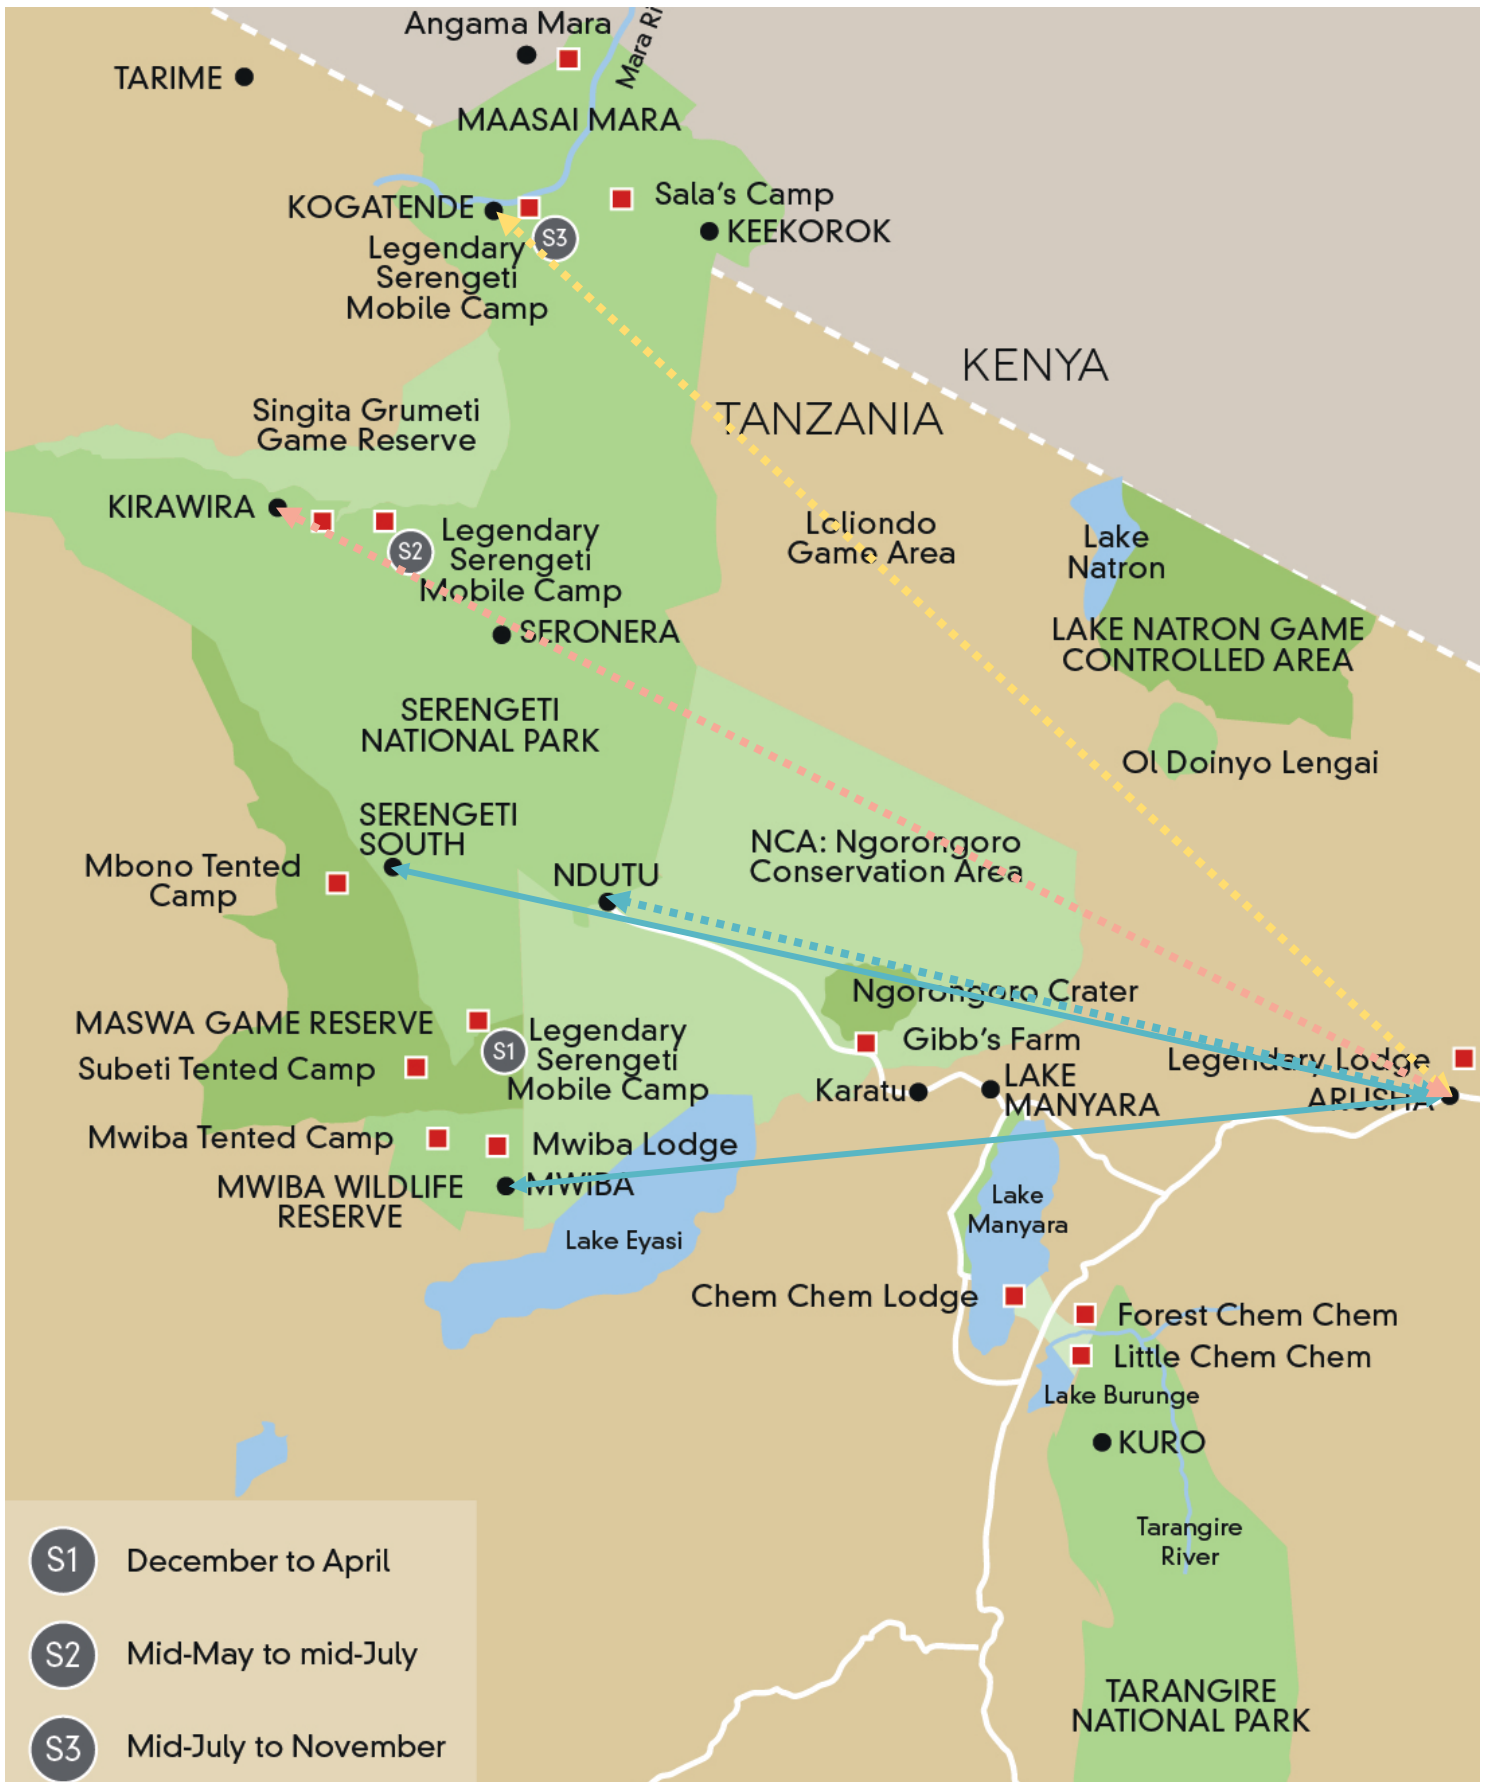 Angama Mara
Mara Ri
TARIME
MAASAI MARA
KOGATENDE
Sala's Camp
KEEKOROK
S3
Legendary
Serengeti
Mobile Camp
KENYA
TANZANIA
Singita Grumeti
Game Reserve
KIRAWIRA
S2
Legendary
Serengeti
Mobile Camp
Loliondo
Game Area
Lake
Natron
SERONERA
LAKE NATRON GAME
CONTROLLED AREA
SERENGETI
NATIONAL PARK
Ol Doinyo Lengai
SERENGETI
SOUTH
NCA: Ngorongoro
Conservation Area
Mbono Tented
Camp
NDUTU
Ngorongoro Crater
MASWA GAME RESERVE
S1
Legendary
Serengeti
Mobile Camp
Gibb's Farm
Legendary Lodge
Subeti Tented Camp
Karatu
LAKE
MANYARA
ARUSHA
Mwiba Tented Camp
Mwiba Lodge
MWIBA WILDLIFE
RESERVE
MWIBA
Lake
Manyara
Lake Eyasi
Chem Chem Lodge
Forest Chem Chem
Little Chem Chem
Lake Burunge
KURO
Tarangire
River
TARANGIRE
NATIONAL PARK
S1 December to April
S2 Mid-May to mid-July
S3 Mid-July to November